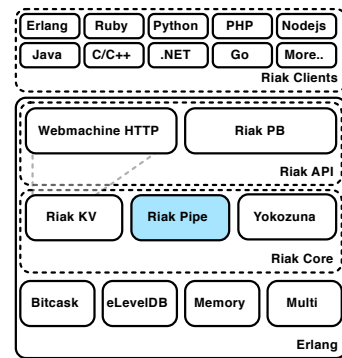 Erlang Ruby Python PHP Nodejs
Java C/C++ .NET Go More..
Riak Clients
Webmachine HTTP Riak PB
Riak API
Riak KV Riak Pipe Yokozuna
Riak Core
Bitcask eLevelDB Memory Multi
Erlang